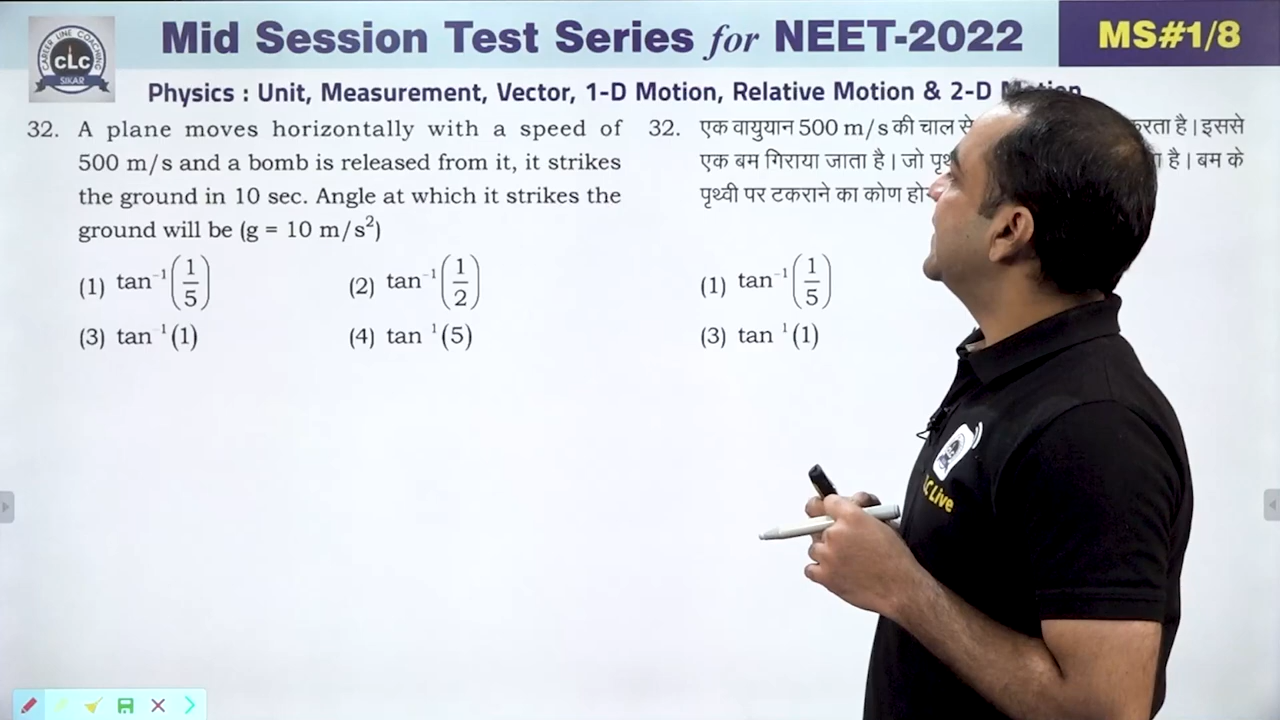 CAREER LINE COACHING
CLC
SIKAR
Mid Session Test Series for NEET-2022
MS#1/8
Physics : Unit, Measurement, Vector, 1-D Motion, Relative Motion & 2-D Motion
32. A plane moves horizontally with a speed of
500 m/s and a bomb is released from it, it strikes
the ground in 10 sec. Angle at which it strikes the
ground will be (g = 10 m/s²)
(1) tan⁻¹(1/5) (2) tan⁻¹(1/2)
(3) tan⁻¹(1) (4) tan ¹(5)
32. एक वायुयान 500 m/s की चाल से करता है। इससे
एक बम गिराया जाता है। जो है। बम के
पृथ्वी पर टकराने का कोण
(1) tan⁻¹(1/5)
(3) tan ¹(1)
Live